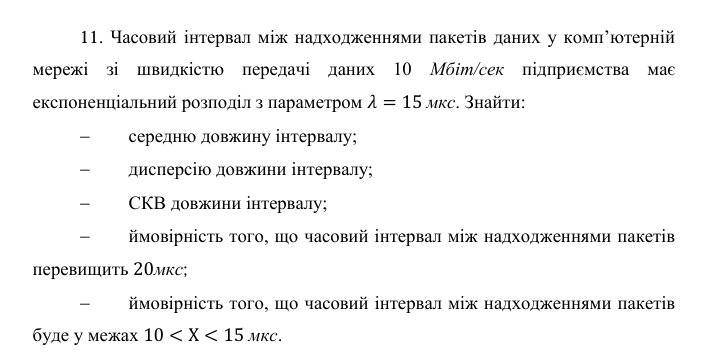 11. Часовий інтервал між надходженнями пакетів даних у комп’ютерній
мережі зі швидкістю передачі даних 10 Мбіт/сек підприємства має
експоненціальний розподіл з параметром λ = 15 мкс. Знайти:
– середню довжину інтервалу;
– дисперсію довжини інтервалу;
– СКВ довжини інтервалу;
– ймовірність того, що часовий інтервал між надходженнями пакетів
перевищить 20мкс;
– ймовірність того, що часовий інтервал між надходженнями пакетів
буде у межах 10 < X < 15 мкс.